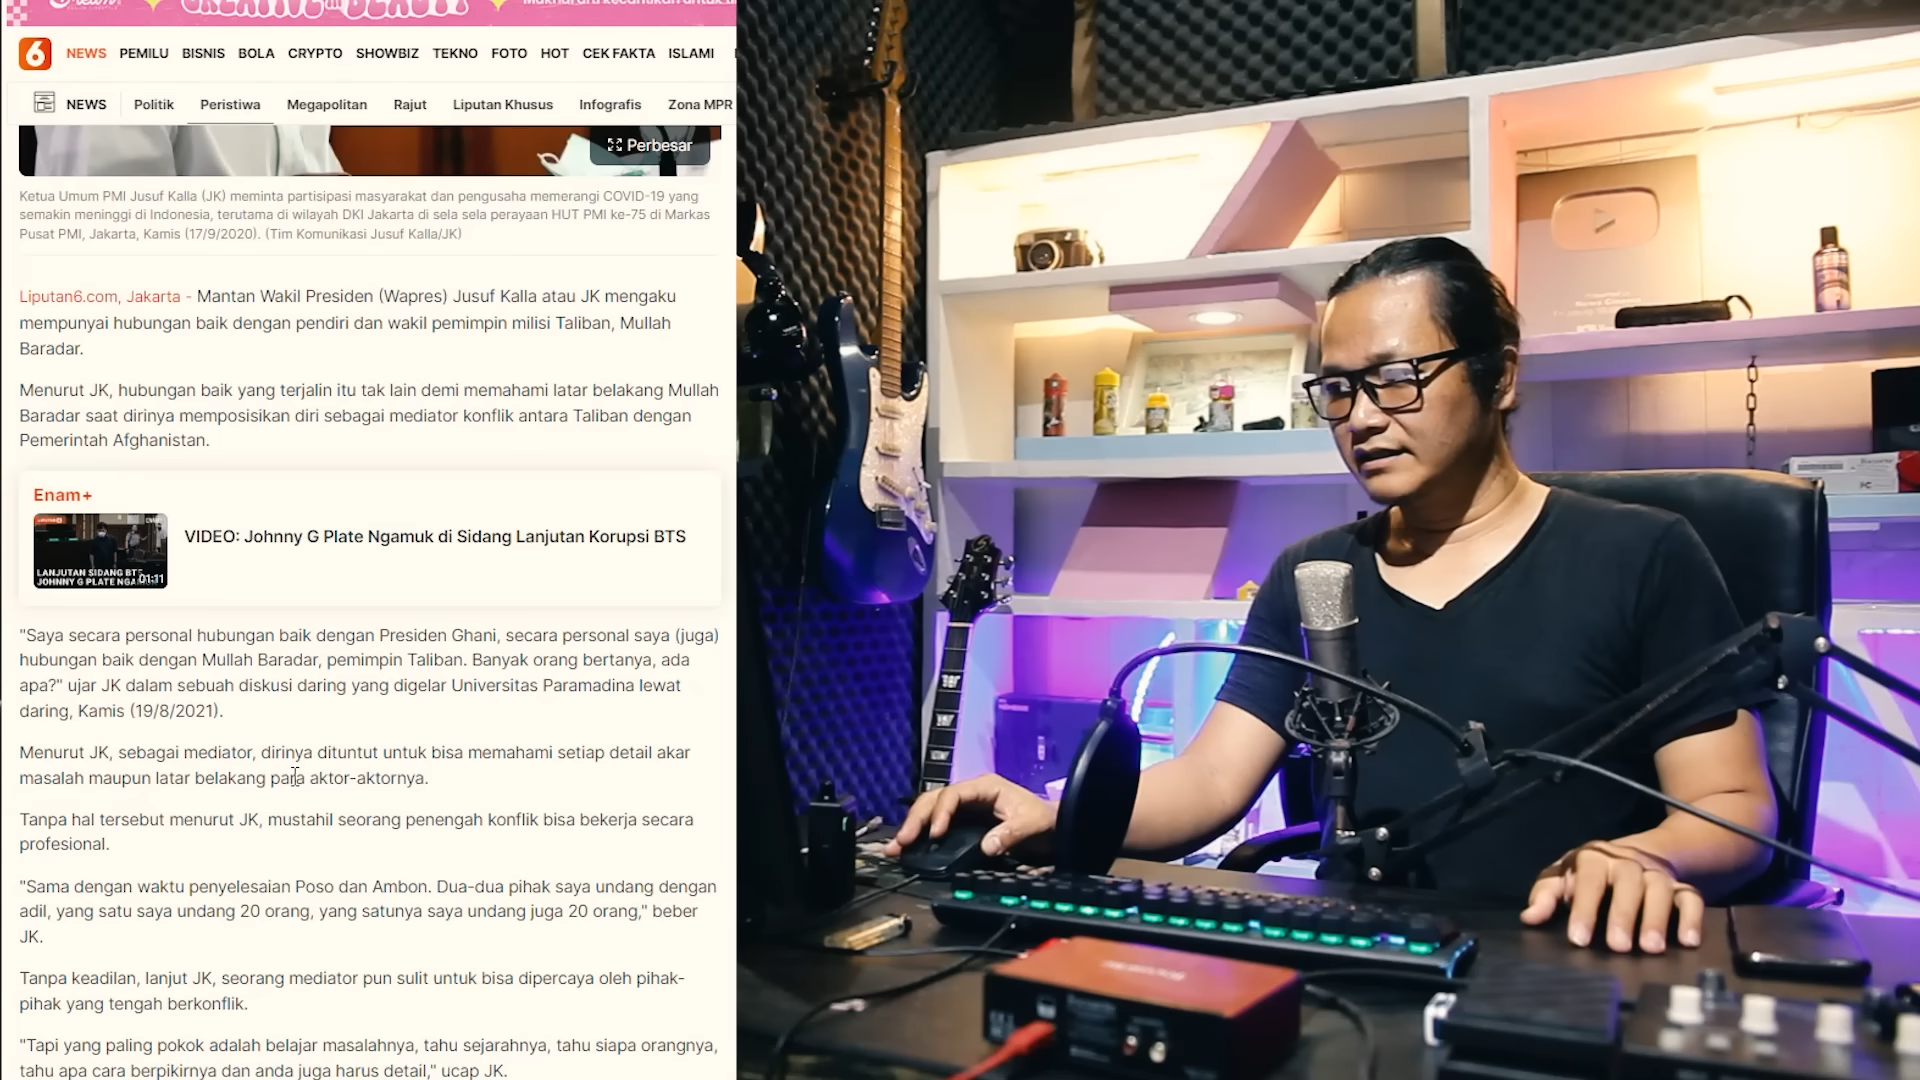 NEWS PEMILU BISNIS BOLA CRYPTO SHOWBIZ TEKNO FOTO HOT CEK FAKTA ISLAMI
NEWS Politik Peristiwa Megapolitan Rajut Liputan Khusus Infografis Zona MPR
Perbesar
Ketua Umum PMI Jusuf Kalla (JK) meminta partisipasi masyarakat dan pengusaha memerangi COVID-19 yang
semakin meninggi di Indonesia, terutama di wilayah DKI Jakarta di sela sela perayaan HUT PMI ke-75 di Markas
Pusat PMI, Jakarta, Kamis (17/9/2020). (Tim Komunikasi Jusuf Kalla/JK)
Liputan6.com, Jakarta - Mantan Wakil Presiden (Wapres) Jusuf Kalla atau JK mengaku
mempunyai hubungan baik dengan pendiri dan wakil pemimpin milisi Taliban, Mullah
Baradar.
Menurut JK, hubungan baik yang terjalin itu tak lain demi memahami latar belakang Mullah
Baradar saat dirinya memposisikan diri sebagai mediator konflik antara Taliban dengan
Pemerintah Afghanistan.
Enam+
VIDEO: Johnny G Plate Ngamuk di Sidang Lanjutan Korupsi BTS
LANJUTAN SIDANG BTS
JOHNNY G PLATE NGA 01:11
"Saya secara personal hubungan baik dengan Presiden Ghani, secara personal saya (juga)
hubungan baik dengan Mullah Baradar, pemimpin Taliban. Banyak orang bertanya, ada
apa?" ujar JK dalam sebuah diskusi daring yang digelar Universitas Paramadina lewat
daring, Kamis (19/8/2021).
Menurut JK, sebagai mediator, dirinya dituntut untuk bisa memahami setiap detail akar
masalah maupun latar belakang para aktor-aktornya.
Tanpa hal tersebut menurut JK, mustahil seorang penengah konflik bisa bekerja secara
profesional.
"Sama dengan waktu penyelesaian Poso dan Ambon. Dua-dua pihak saya undang dengan
adil, yang satu saya undang 20 orang, yang satunya saya undang juga 20 orang," beber
JK.
Tanpa keadilan, lanjut JK, seorang mediator pun sulit untuk bisa dipercaya oleh pihak-
pihak yang tengah berkonflik.
"Tapi yang paling pokok adalah belajar masalahnya, tahu sejarahnya, tahu siapa orangnya,
tahu apa cara berpikirnya dan anda juga harus detail," ucap JK.